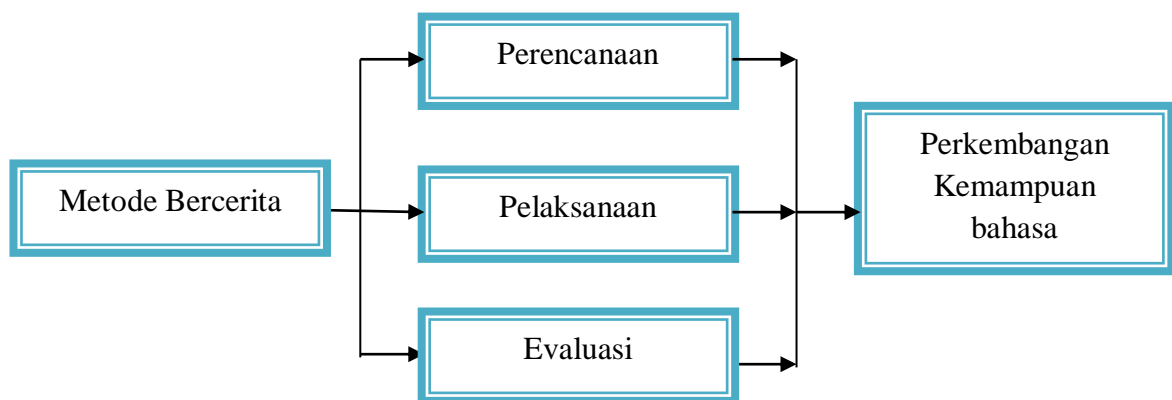 Metode Bercerita
Perencanaan
Pelaksanaan
Evaluasi
Perkembangan
Kemampuan
bahasa